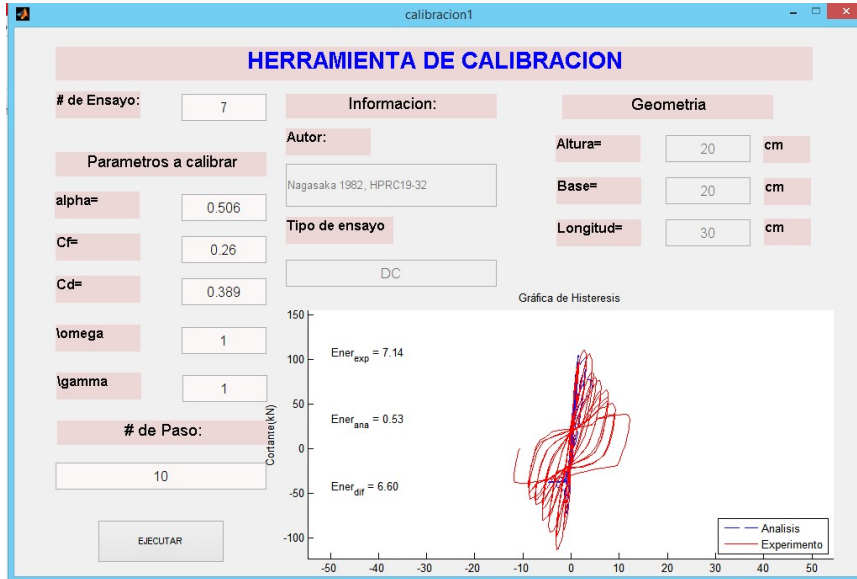 calibracion1
HERRAMIENTA DE CALIBRACION
# de Ensayo:
7
Parametros a calibrar
alpha=
0.506
Cf=
0.26
Cd=
0.389
\omega
1
\gamma
1
# de Paso:
10
EJECUTAR
Informacion:
Autor:
Nagasaka 1982, HPRC19-32
Tipo de ensayo
DC
Geometria
Altura=
20
cm
Base=
20
cm
Longitud=
30
cm
Gráfica de Histeresis
Cortante(kN)
150
100
50
0
-50
-100
Ener_exp = 7.14
Ener_ana = 0.53
Ener_dif = 6.60
Analisis
Experimento
-50 -40 -30 -20 -10 0 10 20 30 40 50